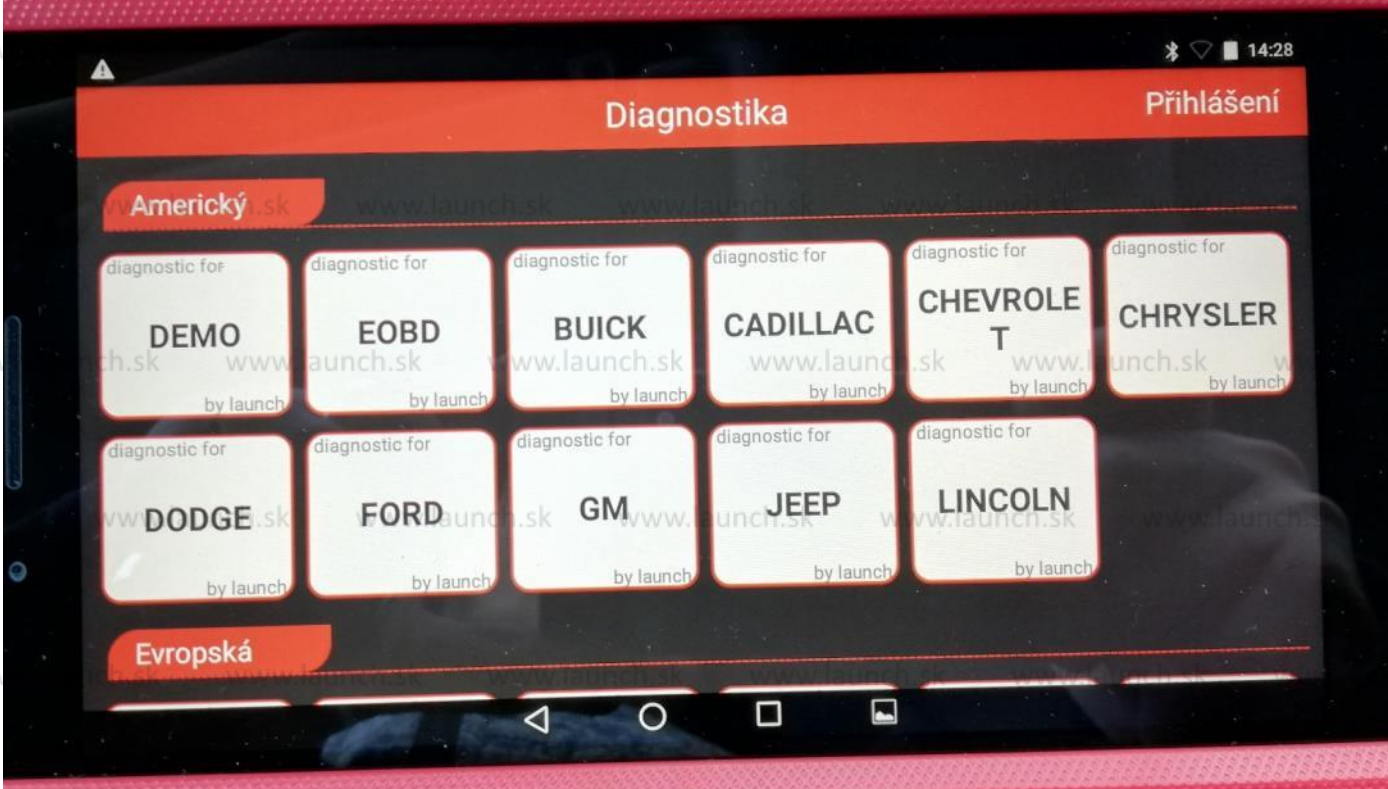 14:28
Diagnostika
Přihlášení
Americký
diagnostic for
DEMO
by launch
diagnostic for
EOBD
by launch
diagnostic for
BUICK
by launch
diagnostic for
CADILLAC
by launch
diagnostic for
CHEVROLE
T
by launch
diagnostic for
CHRYSLER
by launch
diagnostic for
DODGE
by launch
diagnostic for
FORD
by launch
diagnostic for
GM
by launch
diagnostic for
JEEP
by launch
diagnostic for
LINCOLN
by launch
Evropská
www.launch.sk